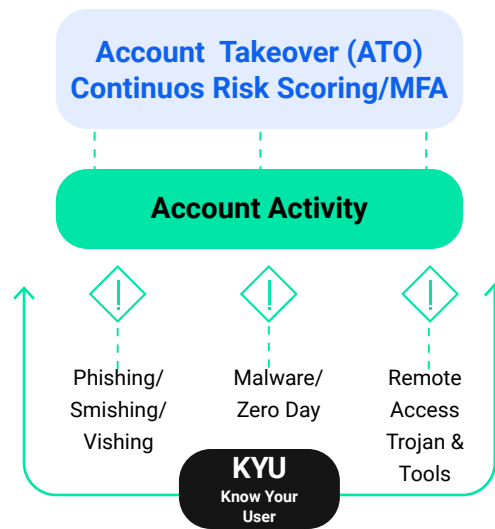 Account Takeover (ATO)
Continuos Risk Scoring/MFA
Account Activity
!
!
!
Phishing/
Smishing/
Vishing
Malware/
Zero Day
Remote
Access
Trojan &
Tools
KYU
Know Your
User